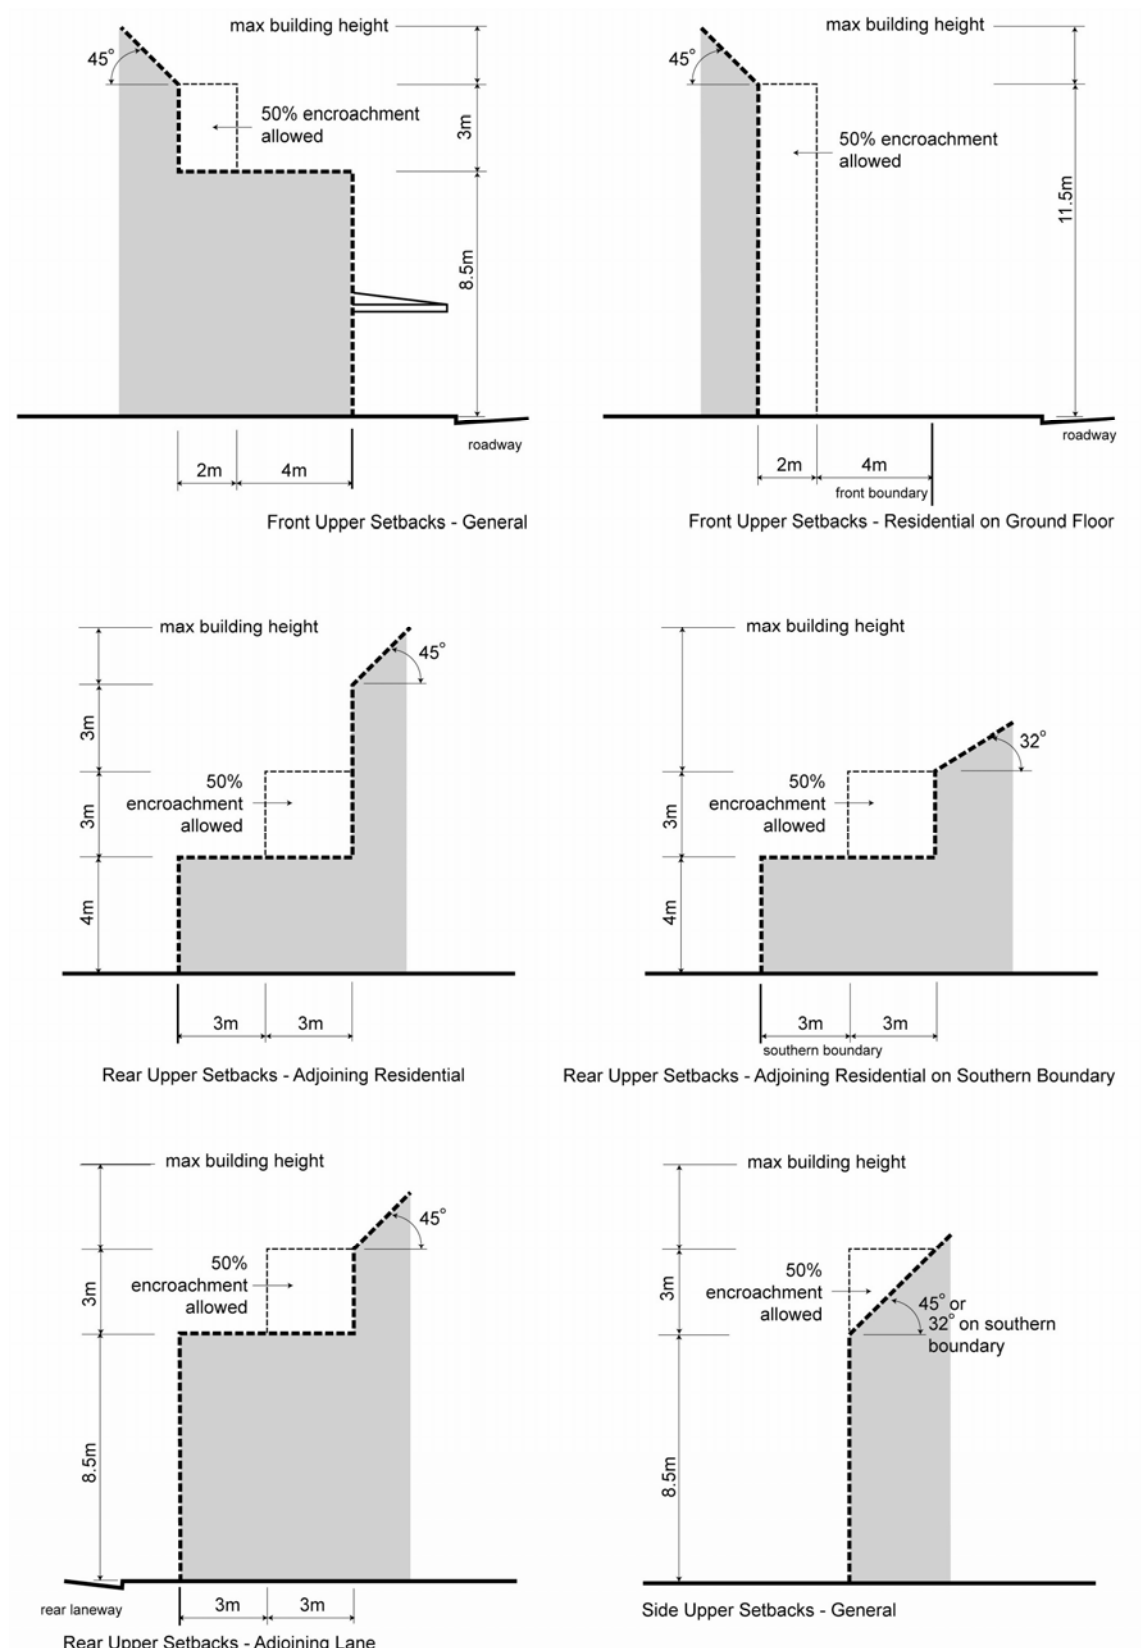 max building height
45°
50% encroachment
allowed
3m
8.5m
roadway
2m
4m
Front Upper Setbacks - General
max building height
45°
50% encroachment
allowed
11.5m
roadway
2m
4m
front boundary
Front Upper Setbacks - Residential on Ground Floor
max building height
45°
3m
50%
encroachment
allowed
3m
4m
3m
3m
Rear Upper Setbacks - Adjoining Residential
max building height
32°
50%
encroachment
allowed
3m
4m
3m
3m
southern boundary
Rear Upper Setbacks - Adjoining Residential on Southern Boundary
max building height
45°
50%
encroachment
allowed
3m
8.5m
rear laneway
3m
3m
Rear Upper Setbacks - Adjoining Lane
max building height
50%
encroachment
allowed
3m
45° or
32° on southern
boundary
8.5m
Side Upper Setbacks - General